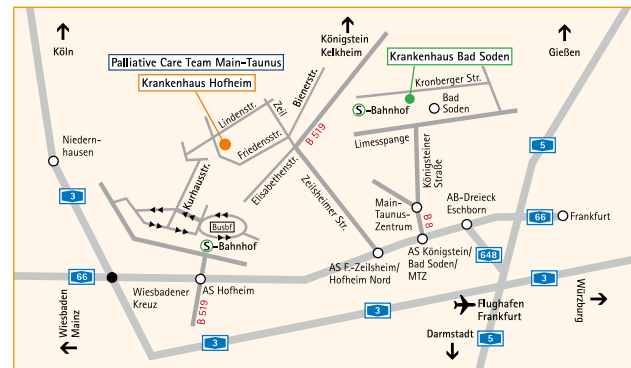 Köln
Königstein
Kelkheim
Gießen
Palliative Care Team Main-Taunus
Krankenhaus Hofheim
Krankenhaus Bad Soden
Kronberger Str.
Bienerstr.
Zeil
Lindenstr.
Friedensstr.
S-Bahnhof
Bad
Soden
B 519
Limesspange
5
Niedern-
hausen
Kurhausstr.
Elisabethenstr.
Zeilsheimer Str.
Königsteiner
Straße
3
Main-
Taunus-
Zentrum
B 8
AB-Dreieck
Eschborn
66
Frankfurt
Busbf
S-Bahnhof
AS F.-Zeilsheim/
Hofheim Nord
AS Königstein/
Bad Soden/
MTZ
648
66
Wiesbadener
Kreuz
AS Hofheim
B 519
3
Wiesbaden
Mainz
3
3
Flughafen
Frankfurt
Würzburg
Darmstadt
5